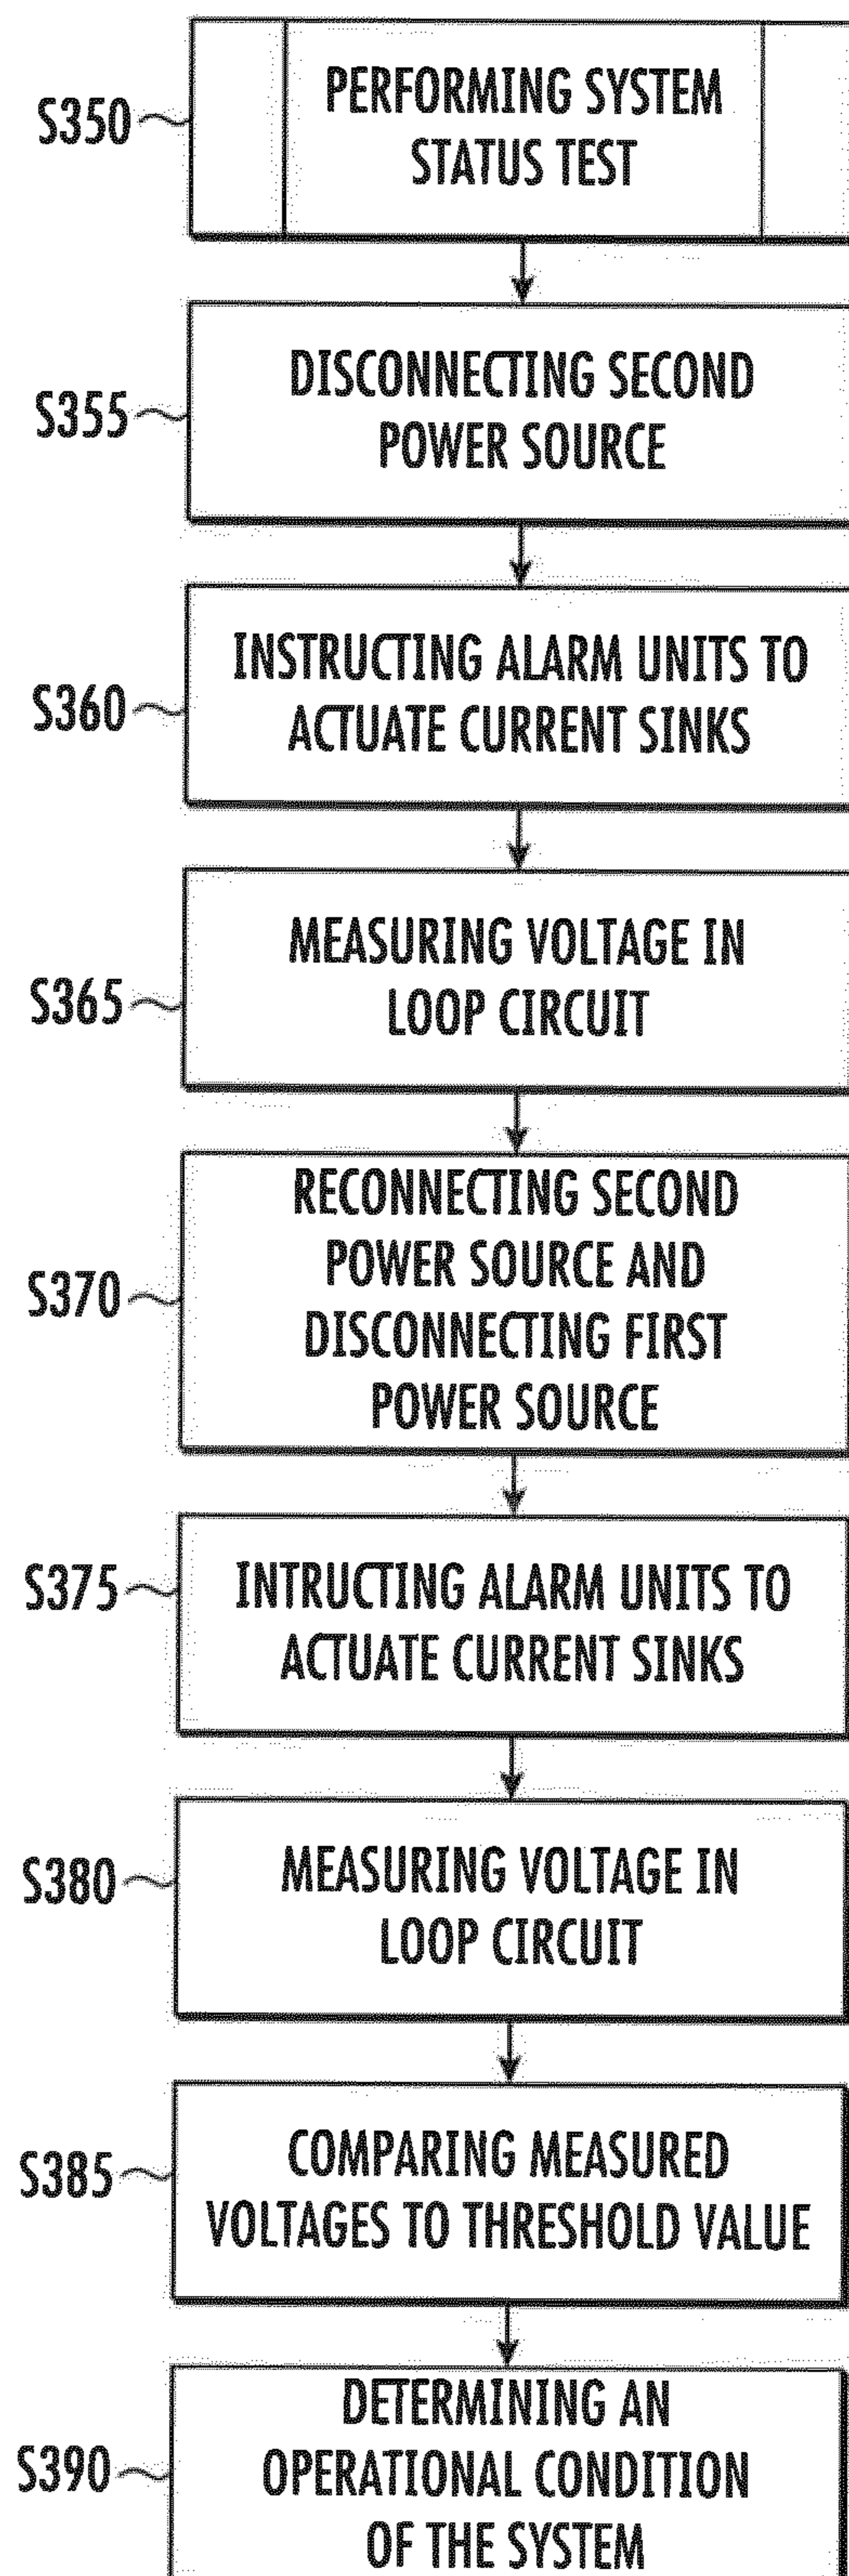 S350
PERFORMING SYSTEM
STATUS TEST
S355
DISCONNECTING SECOND
POWER SOURCE
S360
INSTRUCTING ALARM UNITS TO
ACTUATE CURRENT SINKS
S365
MEASURING VOLTAGE IN
LOOP CIRCUIT
S370
RECONNECTING SECOND
POWER SOURCE AND
DISCONNECTING FIRST
POWER SOURCE
S375
INTRUCTING ALARM UNITS TO
ACTUATE CURRENT SINKS
S380
MEASURING VOLTAGE IN
LOOP CIRCUIT
S385
COMPARING MEASURED
VOLTAGES TO THRESHOLD VALUE
S390
DETERMINING AN
OPERATIONAL CONDITION
OF THE SYSTEM